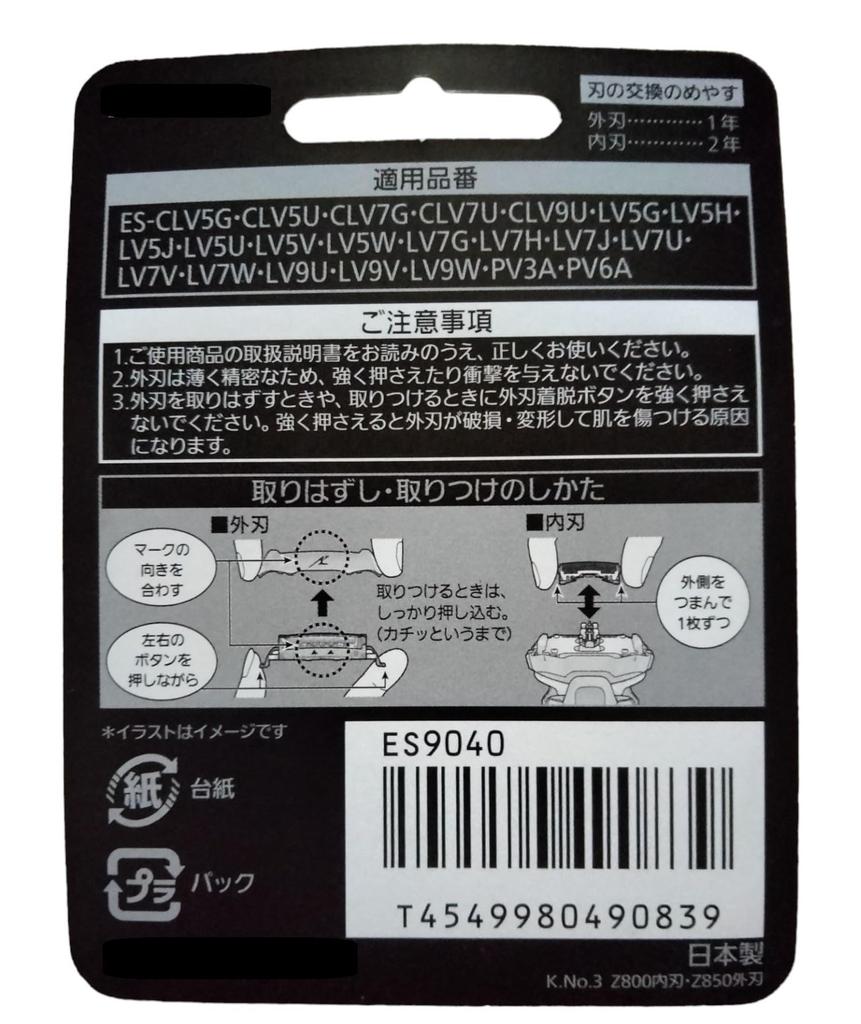 刃の交換のめやす
外刃…………1年
内刃…………2年
適用品番
ES-CLV5G・CLV5U・CLV7G・CLV7U・CLV9U・LV5G・LV5H・
LV5J・LV5U・LV5V・LV5W・LV7G・LV7H・LV7J・LV7U・
LV7V・LV7W・LV9U・LV9V・LV9W・PV3A・PV6A
ご注意事項
1.ご使用商品の取扱説明書をお読みのうえ、正しくお使いください。
2.外刃は薄く精密なため、強く押さえたり衝撃を与えないでください。
3.外刃を取りはずすときや、取りつけるときに外刃着脱ボタンを強く押さえ
ないでください。強く押さえると外刃が破損・変形して肌を傷つける原因
になります。
取りはずし・取りつけのしかた
■外刃
マークの
向きを
合わす
左右の
ボタンを
押しながら
取りつけるときは、
しっかり押し込む。
(カチッというまで)
■内刃
外側を
つまんで
1枚ずつ
*イラストはイメージです
紙 台紙
プラ パック
ES9040
T4549980490839
日本製
K.No.3 Z800内刃・Z850外刃